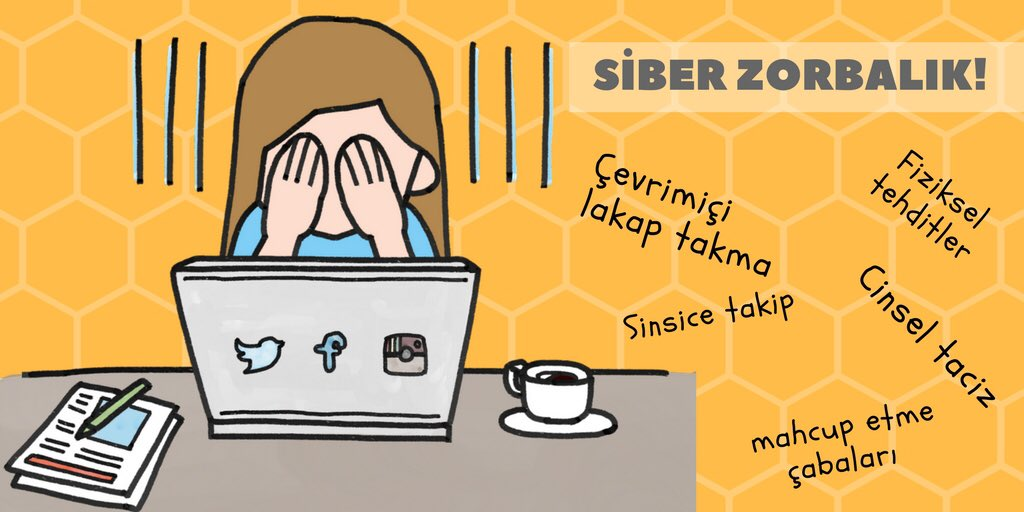 SİBER ZORBALIK!
Çevrimiçi
lakap takma
Fiziksel
tehditler
Sinsice takip
Cinsel taciz
mahcup etme
çabaları